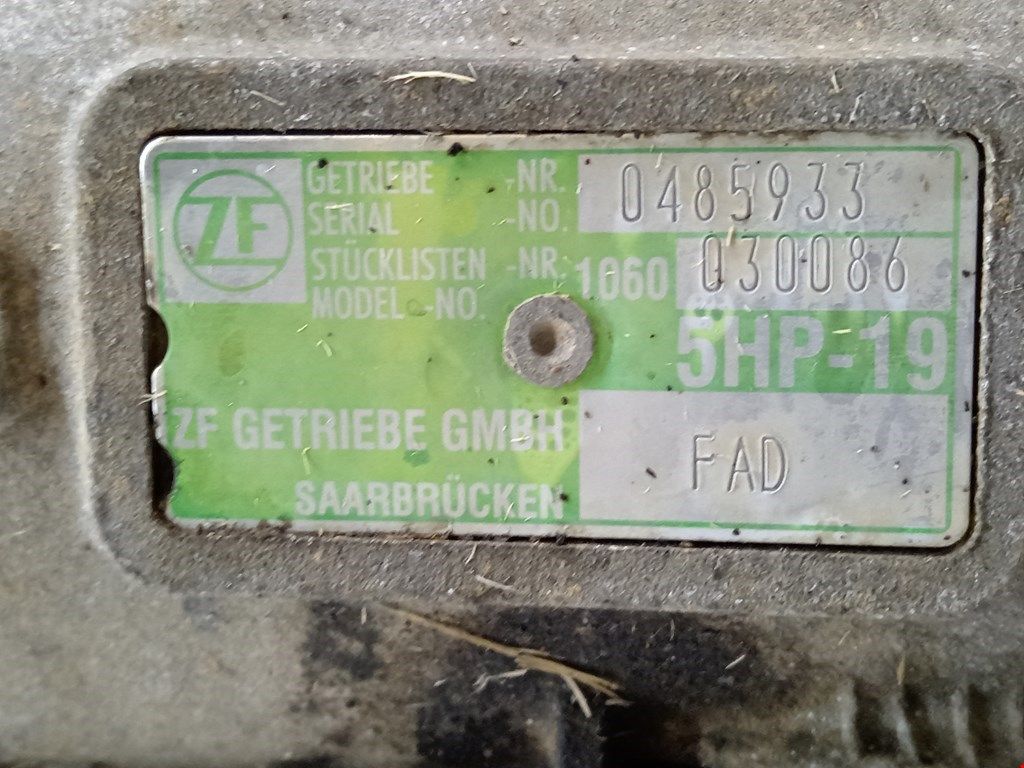 ZF
GETRIEBE -NR. 0485933
SERIAL -NO.
STÜCKLISTEN -NR. 1060 030086
MODEL -NO.
5HP-19
ZF GETRIEBE GMBH
FAD
SAARBRÜCKEN